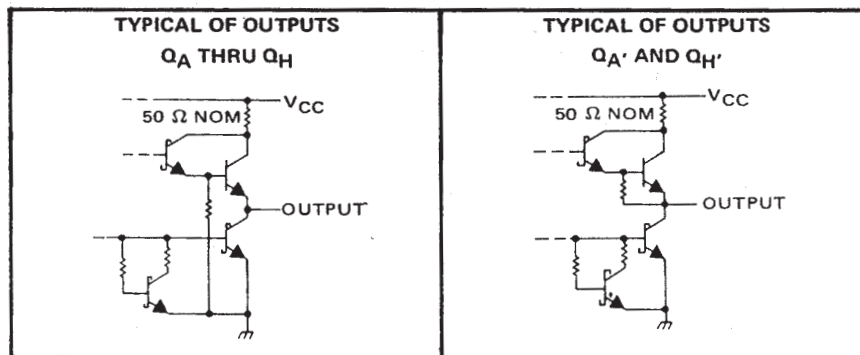 TYPICAL OF OUTPUTS
QA THRU QH
VCC
50 Ω NOM
OUTPUT
TYPICAL OF OUTPUTS
QA' AND QH'
VCC
50 Ω NOM
OUTPUT